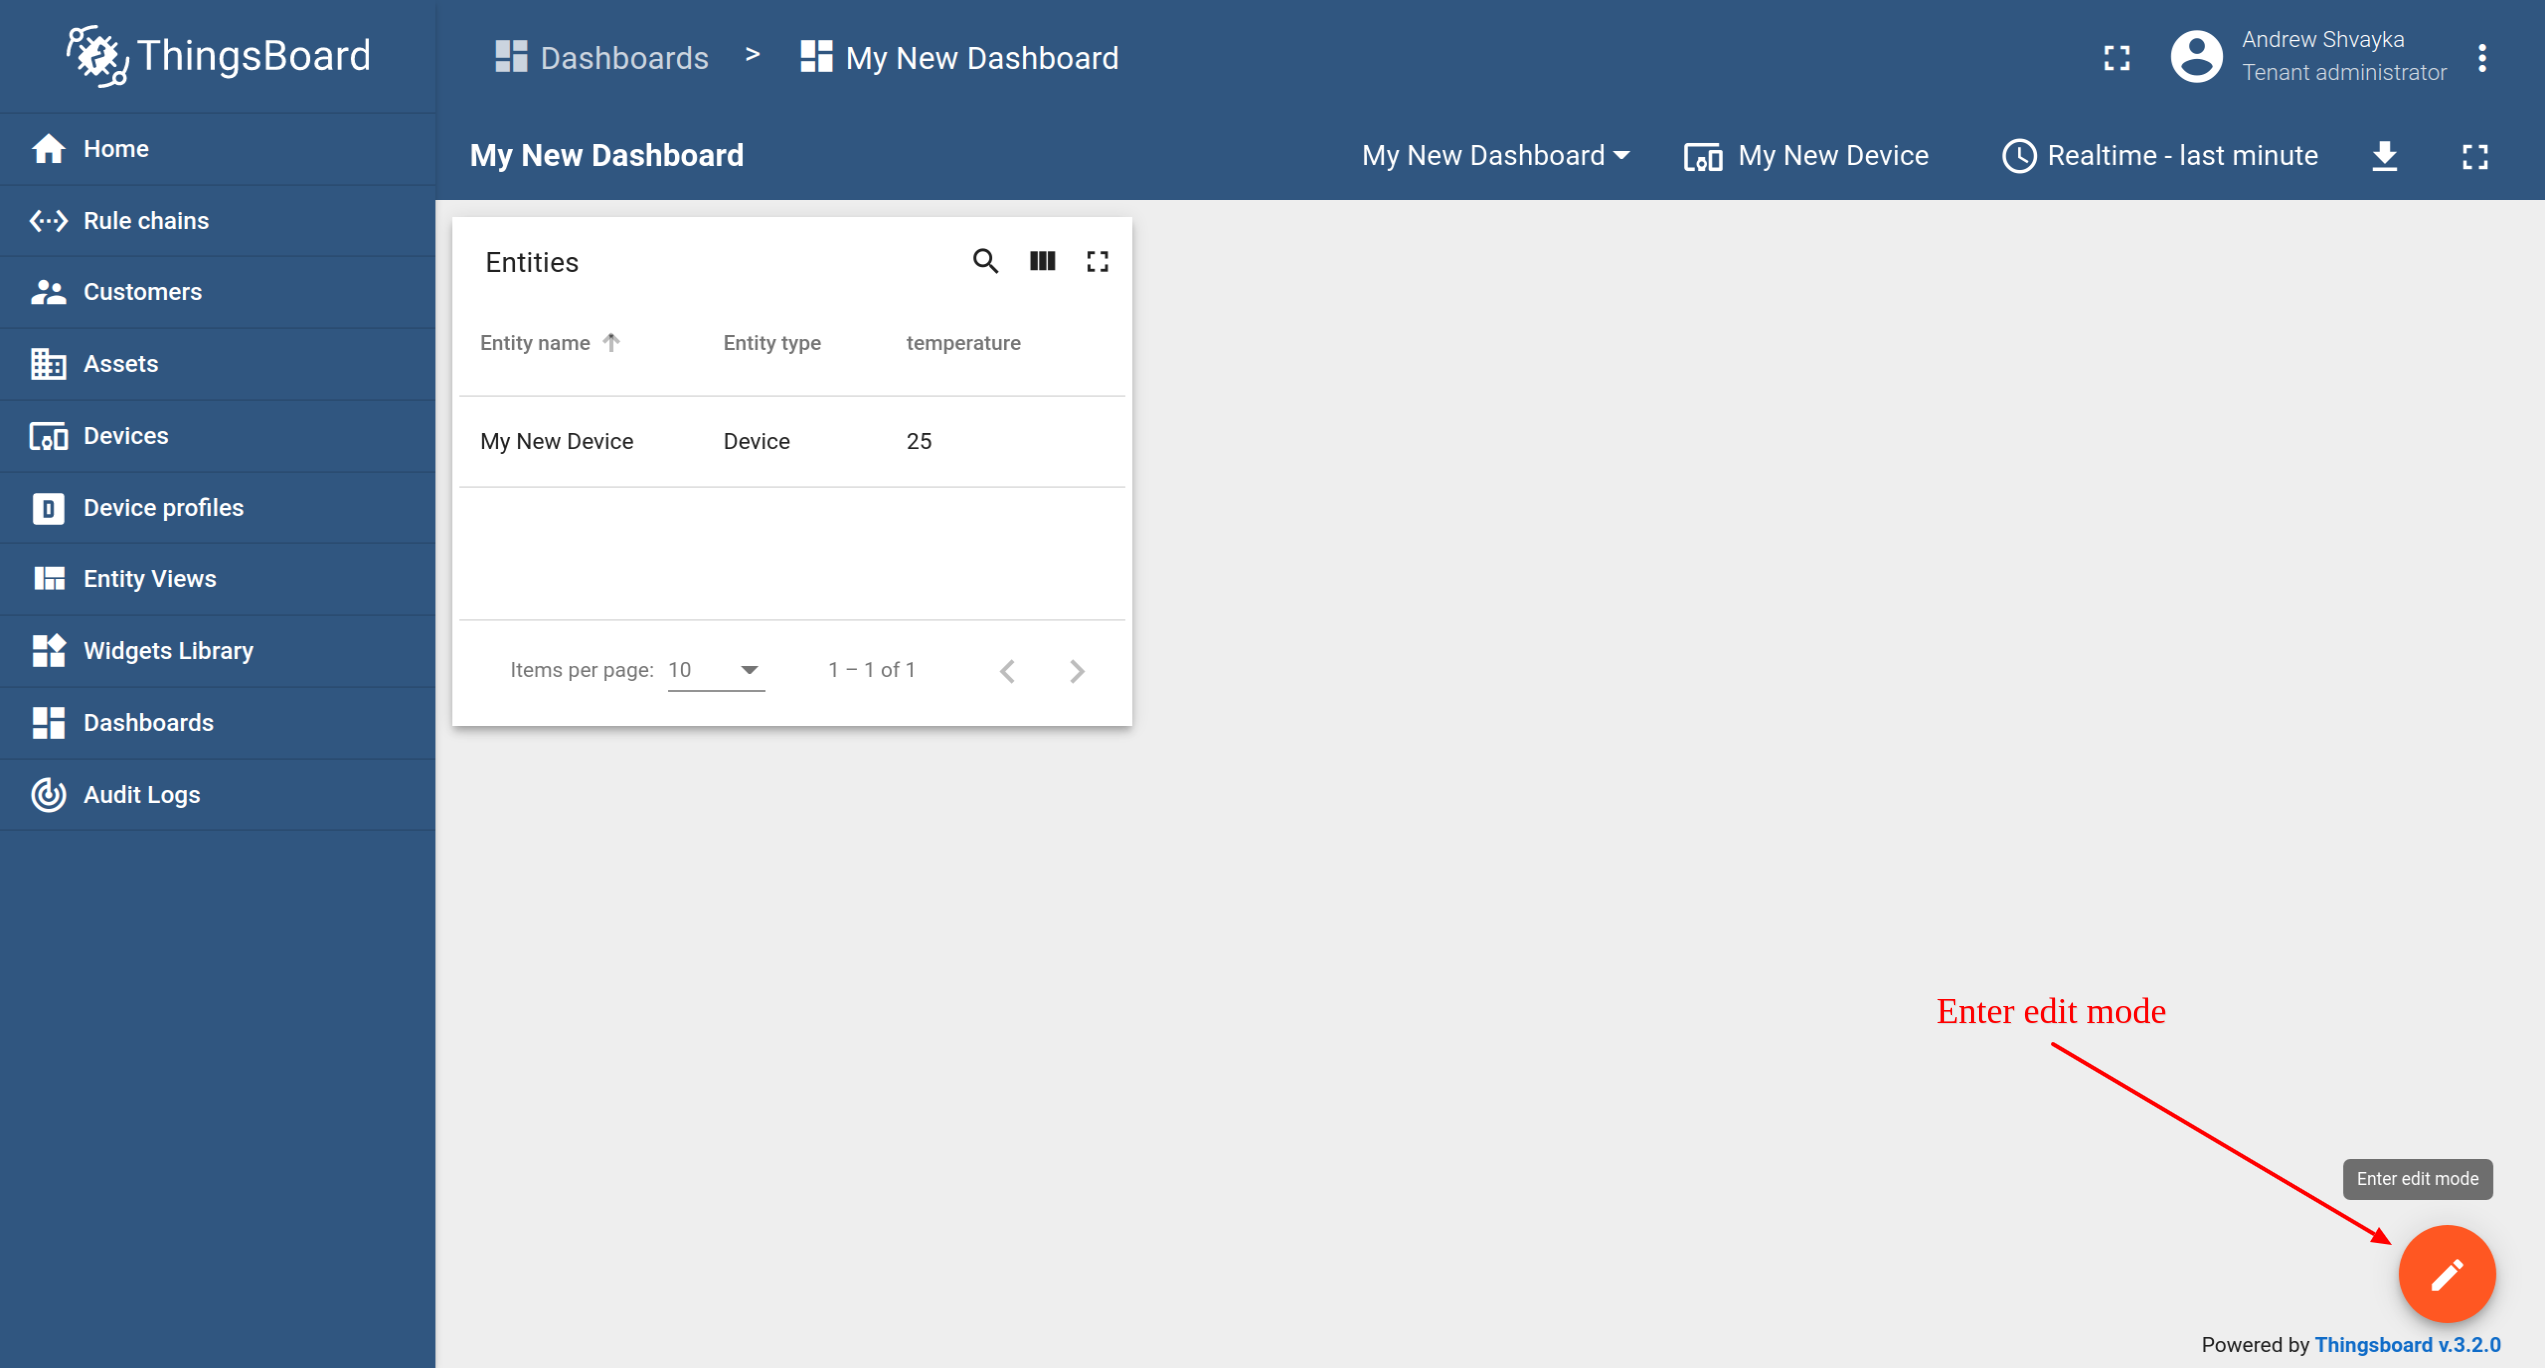 ThingsBoard
Dashboards > My New Dashboard
Andrew Shvayka
Tenant administrator
Home
Rule chains
Customers
Assets
Devices
D Device profiles
Entity Views
Widgets Library
Dashboards
Audit Logs
My New Dashboard
My New Dashboard
My New Device
Realtime - last minute
Entities
Entity name Entity type temperature
My New Device Device 25
Items per page: 10 1 – 1 of 1
Enter edit mode
Enter edit mode
Powered by Thingsboard v.3.2.0